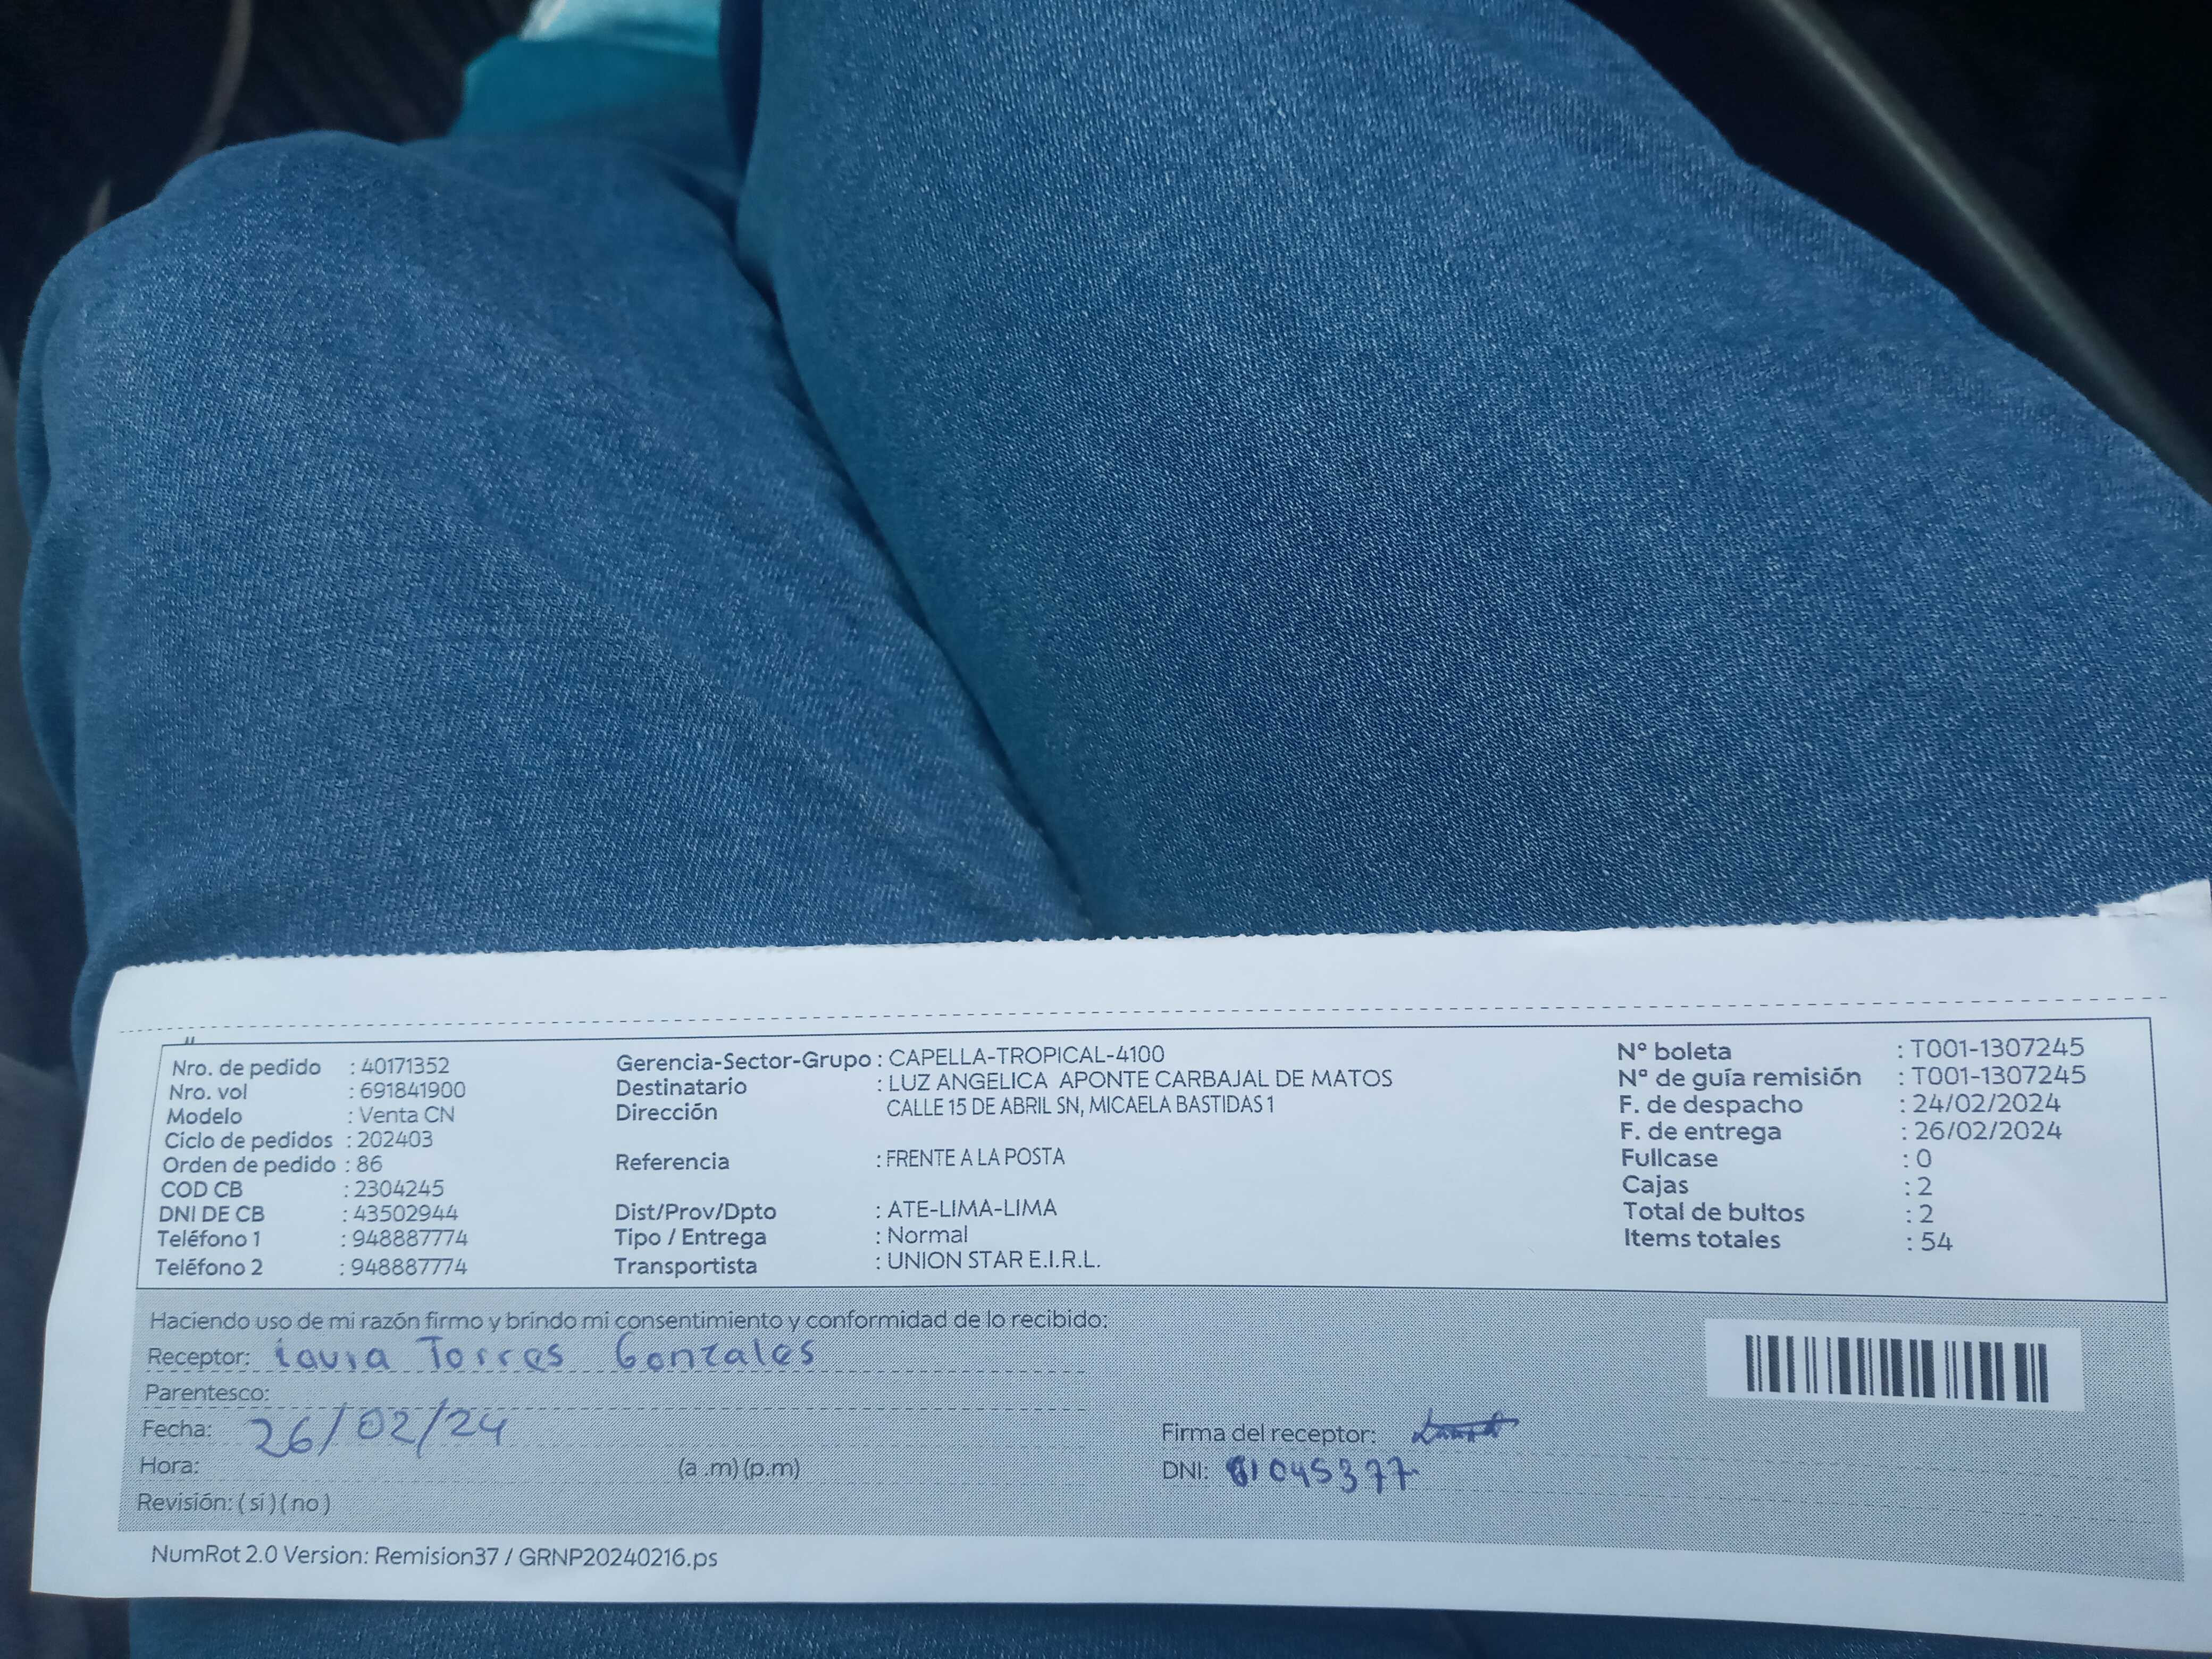 Nro. de pedido : 40171352
Nro. vol : 691841900
Modelo : Venta CN
Ciclo de pedidos : 202403
Orden de pedido : 86
COD CB : 2304245
DNI DE CB : 43502944
Teléfono 1 : 948887774
Teléfono 2 : 948887774
Gerencia-Sector-Grupo : CAPELLA-TROPICAL-4100
Destinatario : LUZ ANGELICA APONTE CARBAJAL DE MATOS
Dirección CALLE 15 DE ABRIL SN, MICAELA BASTIDAS 1
Referencia : FRENTE A LA POSTA
Dist/Prov/Dpto : ATE-LIMA-LIMA
Tipo / Entrega : Normal
Transportista : UNION STAR E.I.R.L.
N° boleta : T001-1307245
N° de guía remisión : T001-1307245
F. de despacho : 24/02/2024
F. de entrega : 26/02/2024
Fullcase : 0
Cajas : 2
Total de bultos : 2
Items totales : 54
Haciendo uso de mi razón firmo y brindo mi consentimiento y conformidad de lo recibido:
Receptor: Laura Torres Gonzales
Parentesco:
Fecha: 26/02/24
Hora: (a .m) (p.m)
Revisión: ( si ) ( no )
Firma del receptor:
DNI: 61045377
NumRot 2.0 Version: Remision37 / GRNP20240216.ps